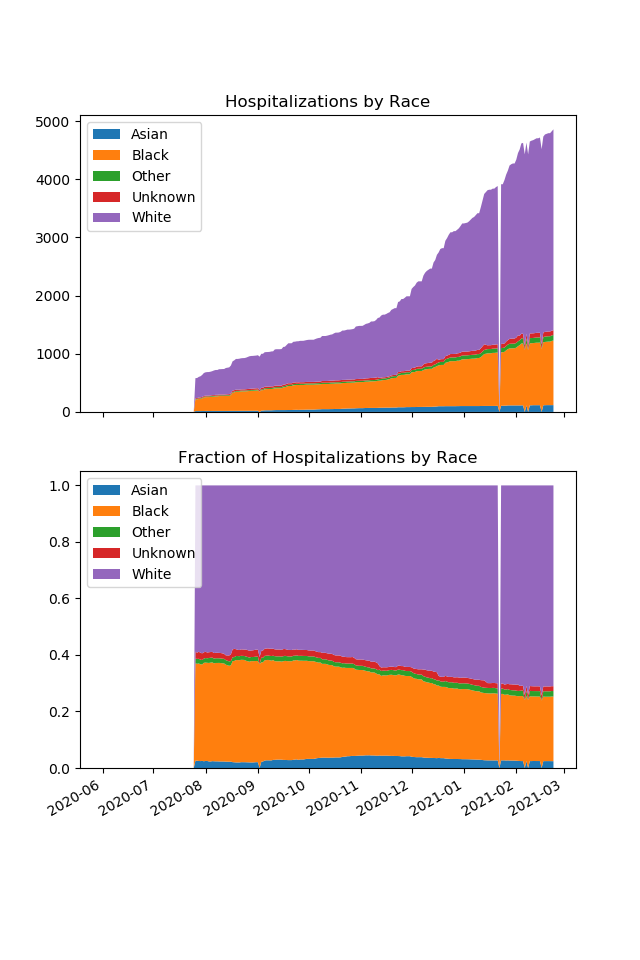 Hospitalizations by Race
5000
4000
3000
2000
1000
0
Asian
Black
Other
Unknown
White
Fraction of Hospitalizations by Race
1.0
0.8
0.6
0.4
0.2
0.0
Asian
Black
Other
Unknown
White
2020-06
2020-07
2020-08
2020-09
2020-10
2020-11
2020-12
2021-01
2021-02
2021-03